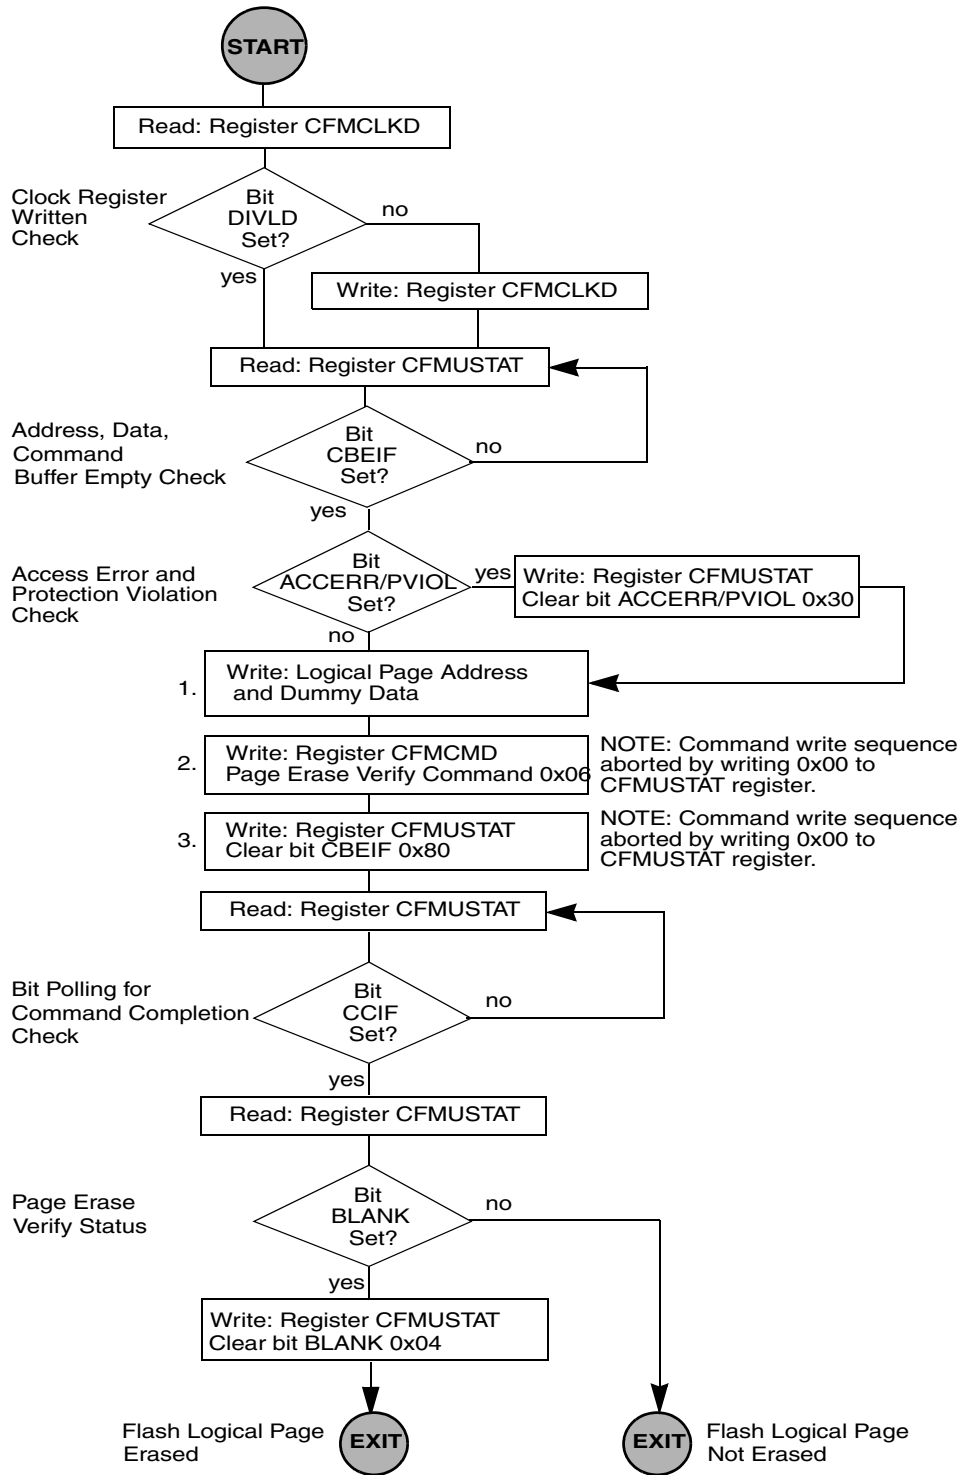 START
Read: Register CFMCLKD
Clock Register
Written
Check
Bit
DIVLD
Set?
no
yes
Write: Register CFMCLKD
Read: Register CFMUSTAT
Address, Data,
Command
Buffer Empty Check
Bit
CBEIF
Set?
no
yes
Access Error and
Protection Violation
Check
Bit
ACCERR/PVIOL
Set?
yes
Write: Register CFMUSTAT
Clear bit ACCERR/PVIOL 0x30
no
1.
Write: Logical Page Address
and Dummy Data
2.
Write: Register CFMCMD
Page Erase Verify Command 0x06
NOTE: Command write sequence
aborted by writing 0x00 to
CFMUSTAT register.
3.
Write: Register CFMUSTAT
Clear bit CBEIF 0x80
NOTE: Command write sequence
aborted by writing 0x00 to
CFMUSTAT register.
Read: Register CFMUSTAT
Bit Polling for
Command Completion
Check
Bit
CCIF
Set?
no
yes
Read: Register CFMUSTAT
Page Erase
Verify Status
Bit
BLANK
Set?
no
yes
Write: Register CFMUSTAT
Clear bit BLANK 0x04
Flash Logical Page
Erased
EXIT
EXIT
Flash Logical Page
Not Erased